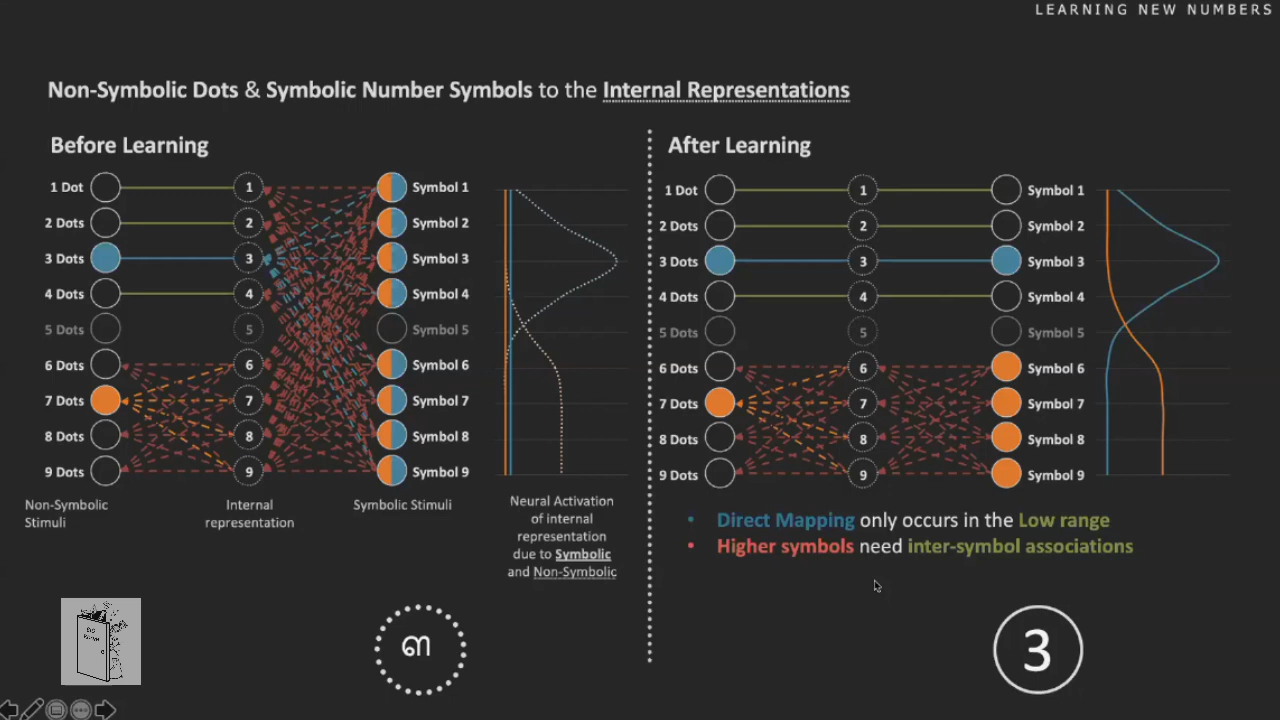 LEARNING NEW NUMBERS
Non-Symbolic Dots & Symbolic Number Symbols to the Internal Representations
Before Learning
1 Dot 1 Symbol 1
2 Dots 2 Symbol 2
3 Dots 3 Symbol 3
4 Dots 4 Symbol 4
5 Dots 5 Symbol 5
6 Dots 6 Symbol 6
7 Dots 7 Symbol 7
8 Dots 8 Symbol 8
9 Dots 9 Symbol 9
Non-Symbolic
Stimuli
Internal
representation
Symbolic Stimuli
Neural Activation
of internal
representation
due to Symbolic
and Non-Symbolic
After Learning
1 Dot 1 Symbol 1
2 Dots 2 Symbol 2
3 Dots 3 Symbol 3
4 Dots 4 Symbol 4
5 Dots 5 Symbol 5
6 Dots 6 Symbol 6
7 Dots 7 Symbol 7
8 Dots 8 Symbol 8
9 Dots 9 Symbol 9
• Direct Mapping only occurs in the Low range
• Higher symbols need inter-symbol associations
3